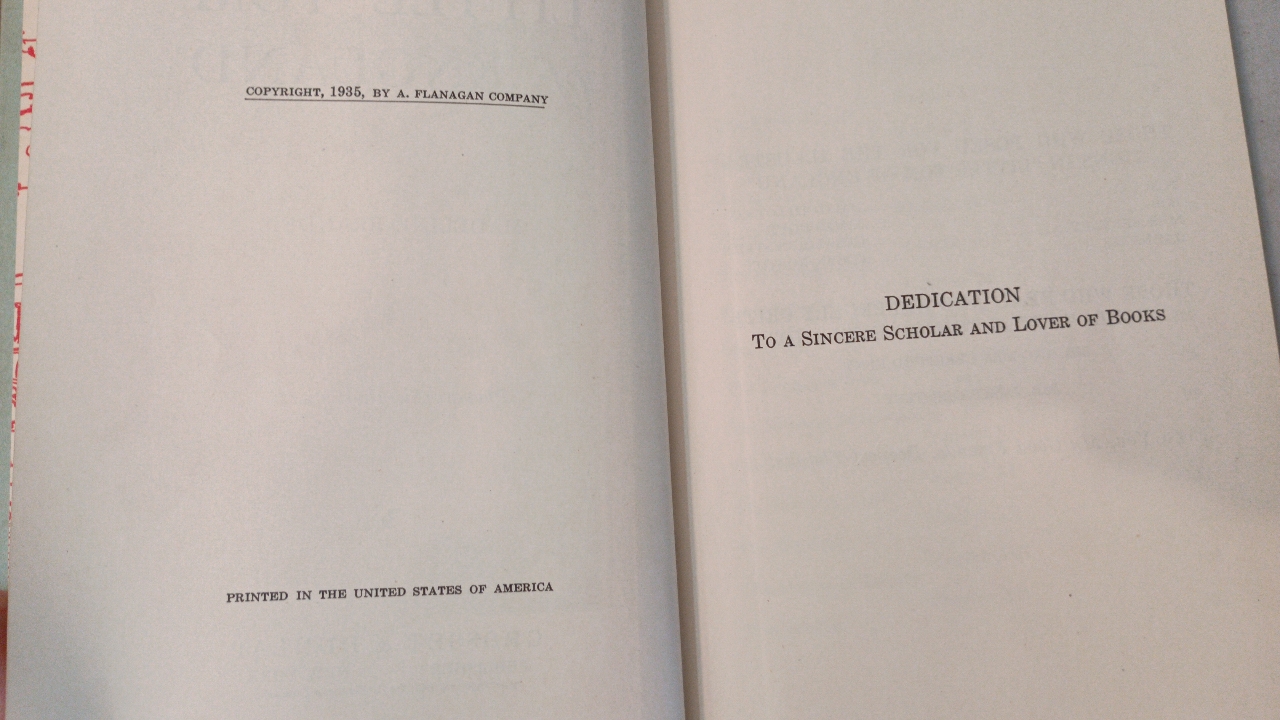 COPYRIGHT, 1935, BY A. FLANAGAN COMPANY
PRINTED IN THE UNITED STATES OF AMERICA
DEDICATION
TO A SINCERE SCHOLAR AND LOVER OF BOOKS